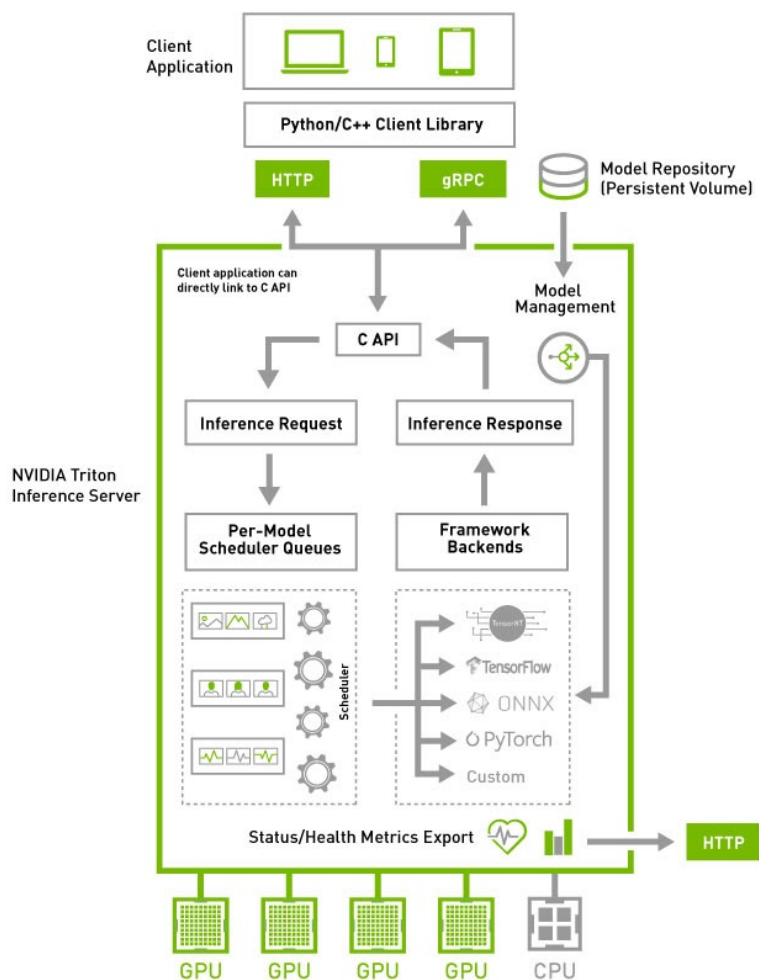 Client
Application
Python/C++ Client Library
HTTP
gRPC
Model Repository
(Persistent Volume)
Client application can
directly link to C API
Model
Management
C API
Inference Request
Inference Response
NVIDIA Triton
Inference Server
Per-Model
Scheduler Queues
Framework
Backends
Scheduler
TensorRT
TensorFlow
ONNX
PyTorch
Custom
Status/Health Metrics Export
HTTP
GPU
GPU
GPU
GPU
CPU